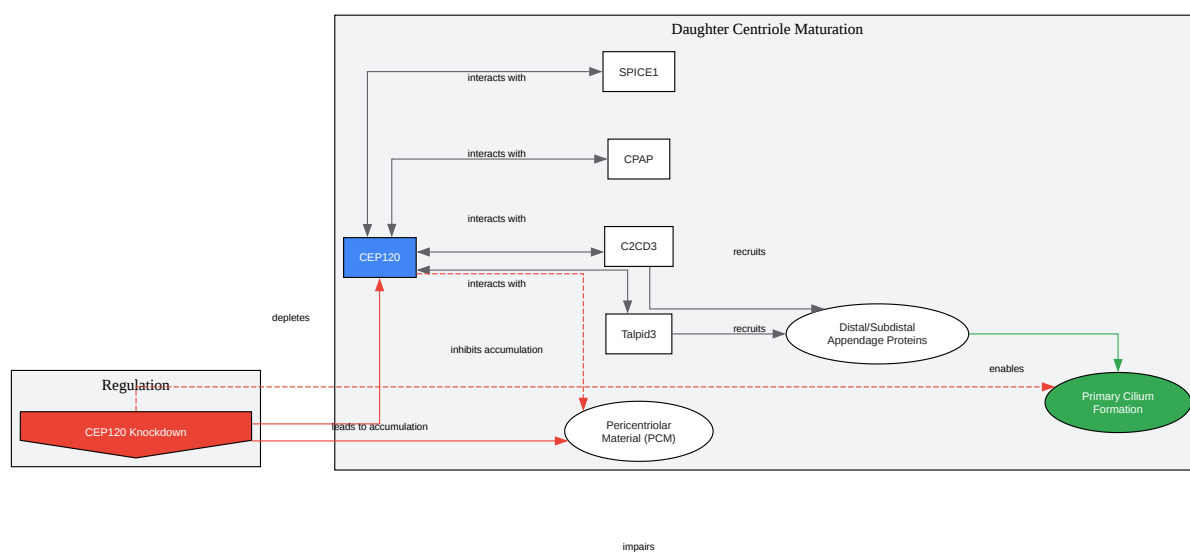 Daughter Centriole Maturation
SPICE1
interacts with
CPAP
interacts with
interacts with
C2CD3
recruits
CEP120
interacts with
depletes
Talpid3
recruits
Distal/Subdistal
Appendage Proteins
inhibits accumulation
enables
Regulation
Primary Cilium
Formation
CEP120 Knockdown
leads to accumulation
Pericentriolar
Material (PCM)
impairs